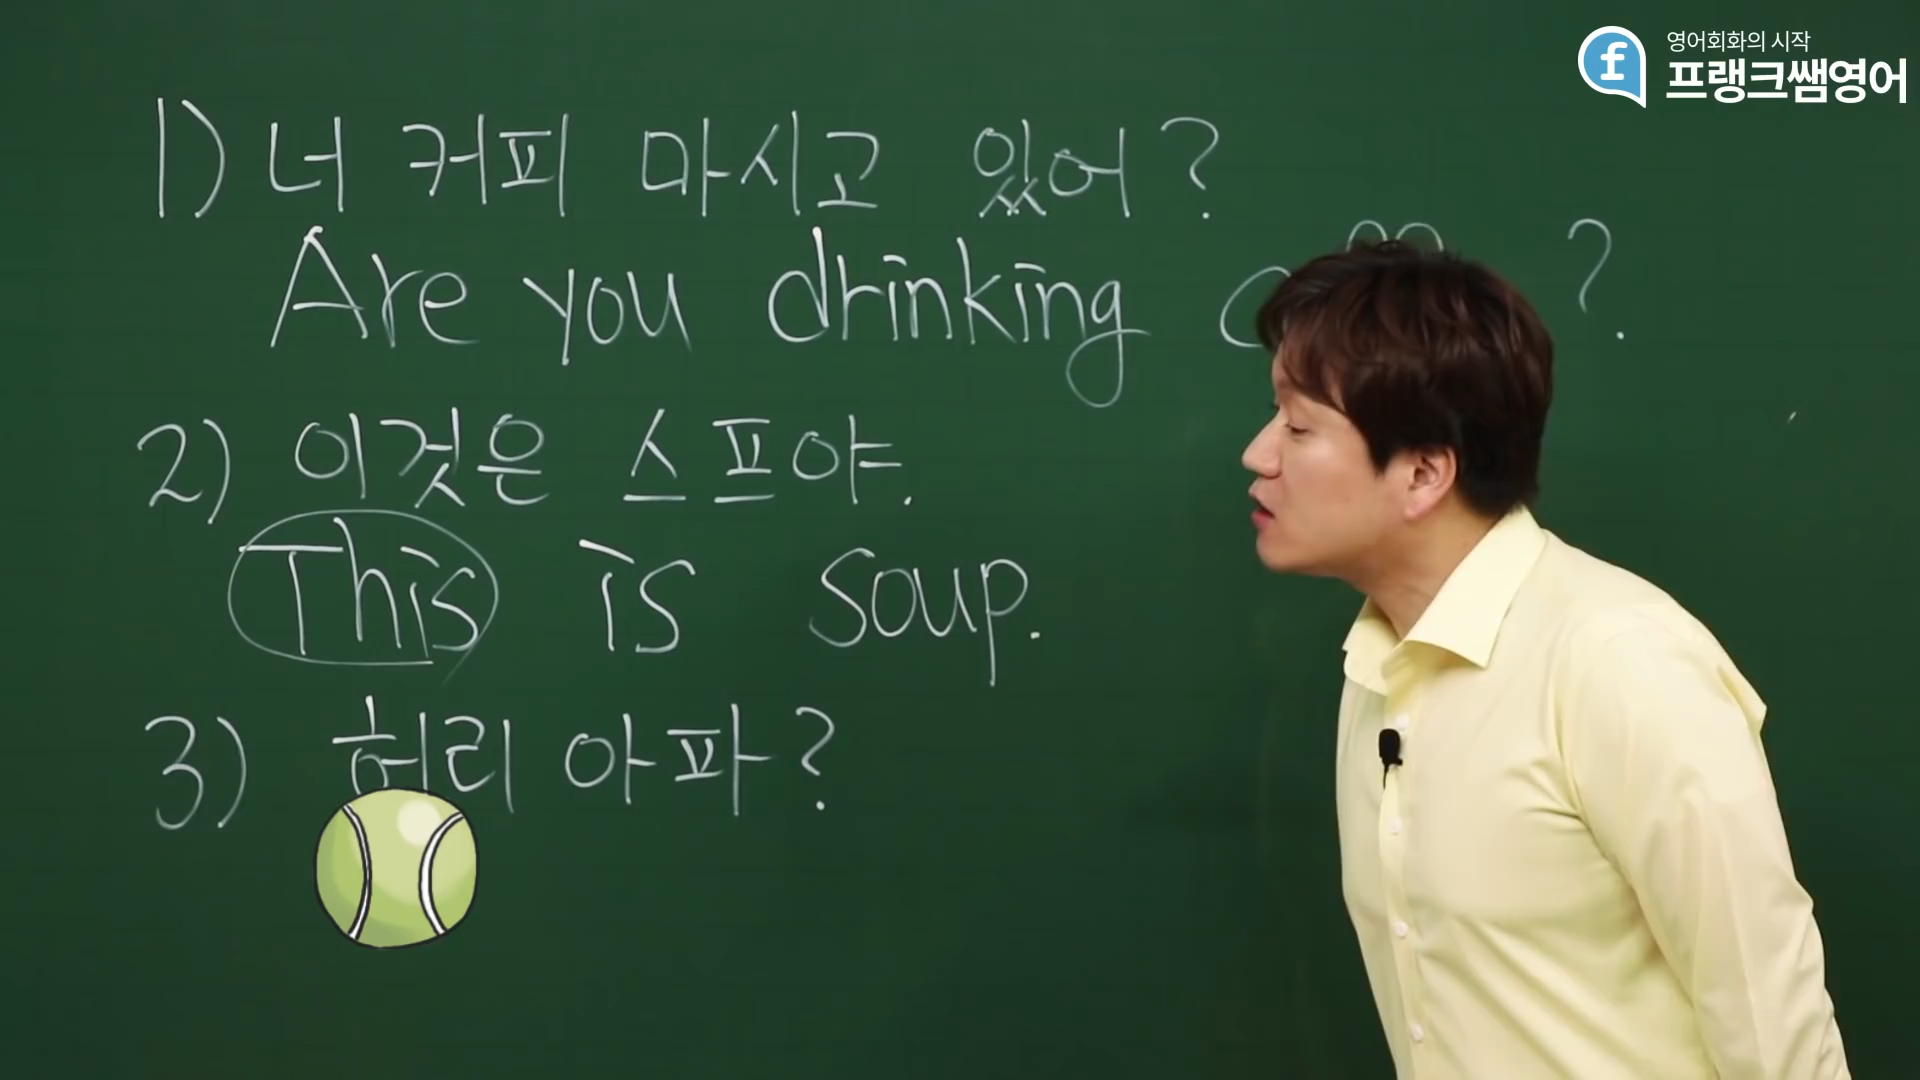 영어회화의 시작
프랭크쌤영어
1) 너 커피 마시고 있어?
Are you drinking ?
2) 이것은 스프야.
This is soup.
3) 허리 아파?